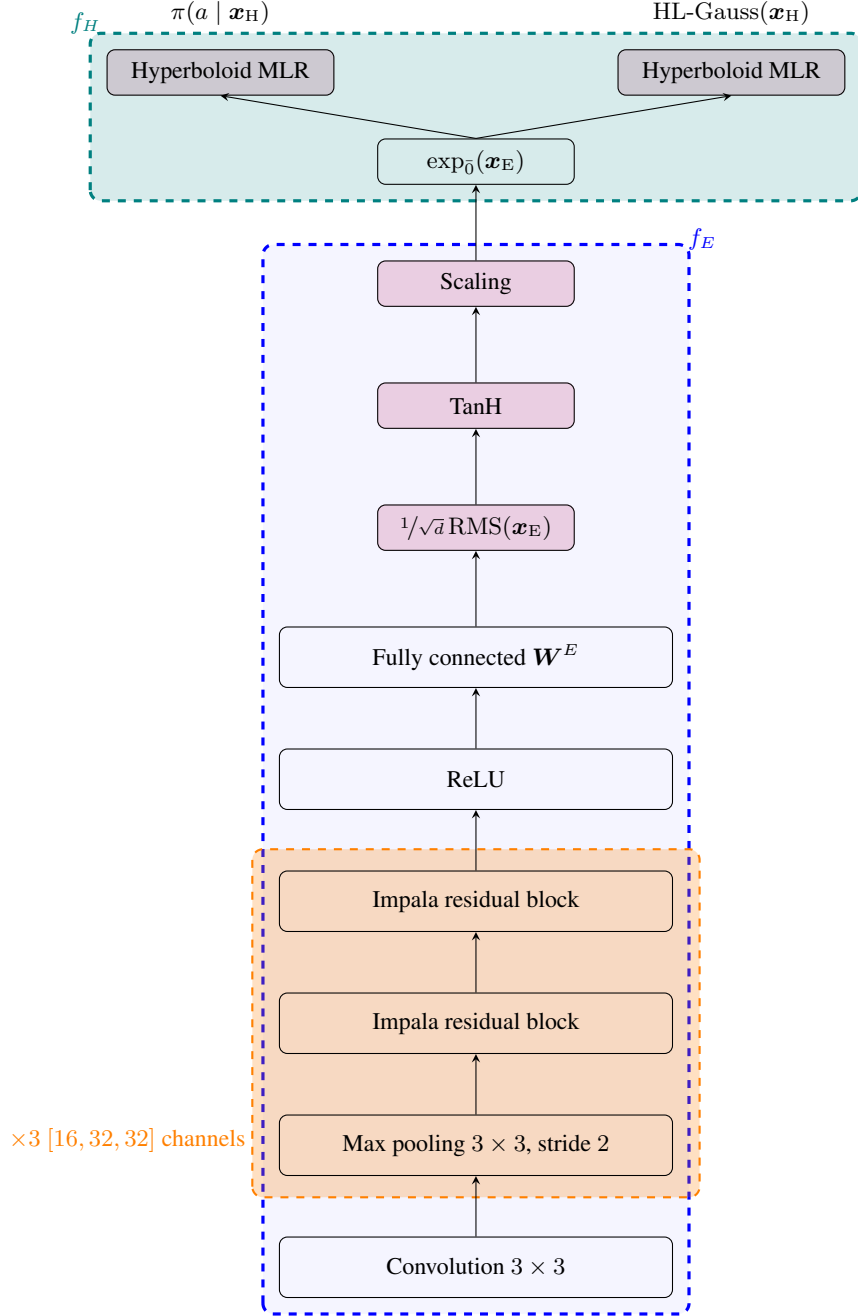 π(a | x_H)
HL-Gauss(x_H)
f_H
Hyperboloid MLR
Hyperboloid MLR
exp_0̄(x_E)
f_E
Scaling
TanH
1/√d RMS(x_E)
Fully connected W^E
ReLU
Impala residual block
Impala residual block
×3 [16, 32, 32] channels
Max pooling 3 × 3, stride 2
Convolution 3 × 3